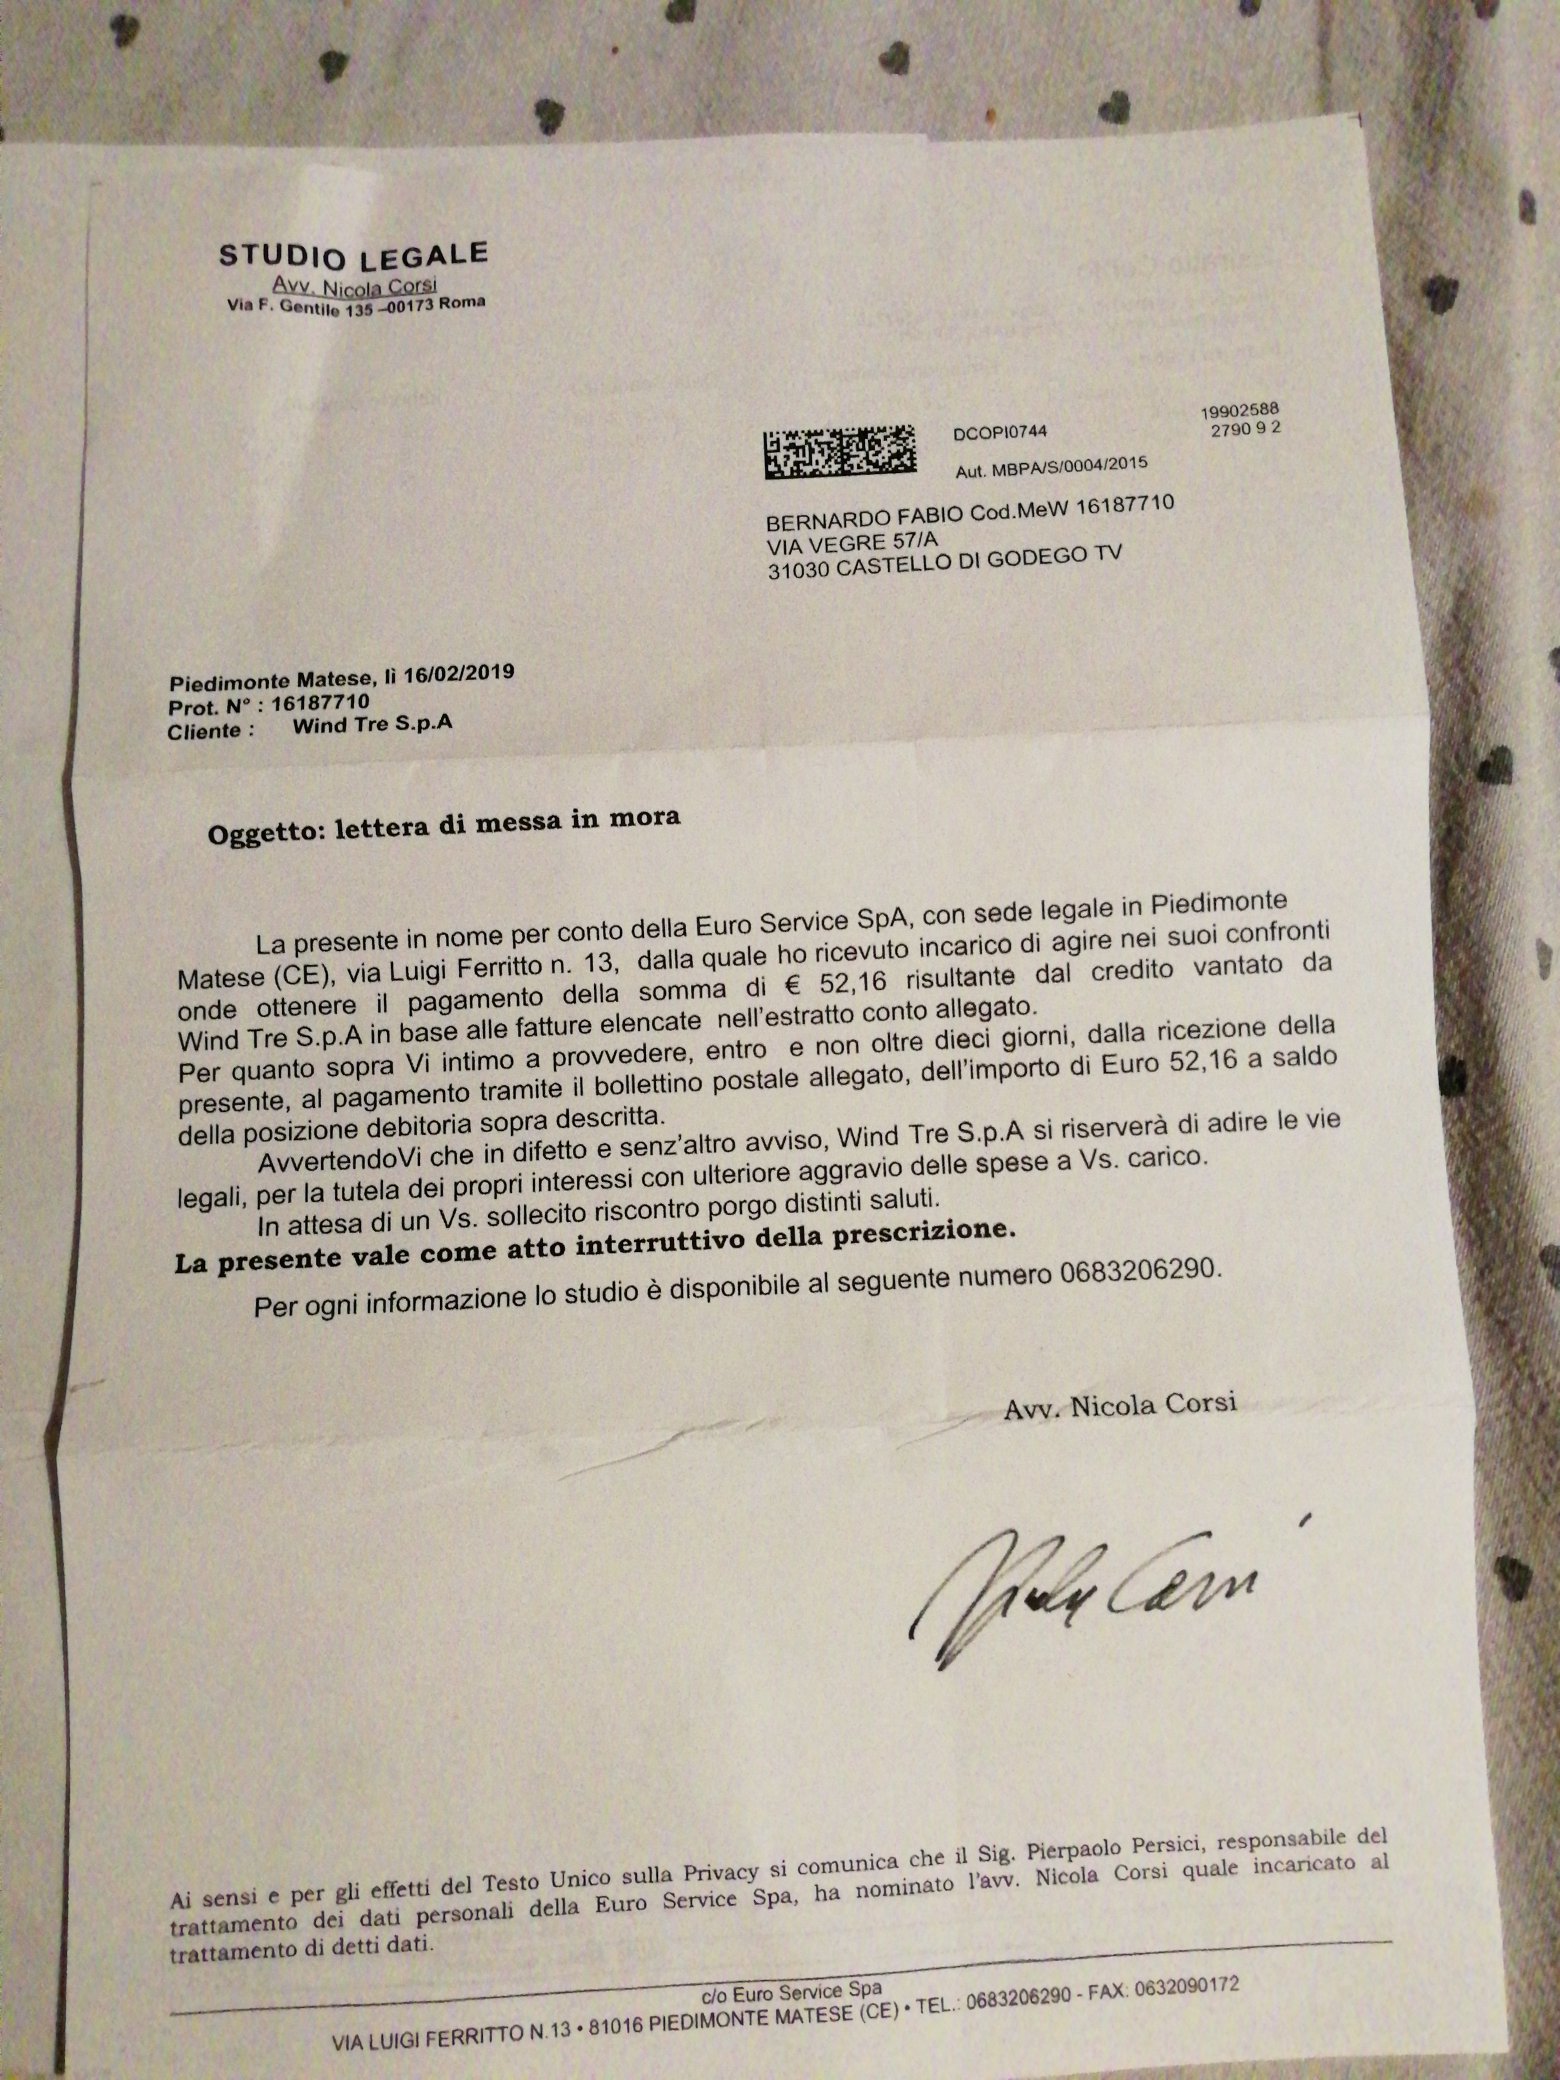 STUDIO LEGALE
Avv. Nicola Corsi
Via F. Gentile 135 –00173 Roma
DCOPI0744
19902588
2790 9 2
Aut. MBPA/S/0004/2015
BERNARDO FABIO Cod.MeW 16187710
VIA VEGRE 57/A
31030 CASTELLO DI GODEGO TV
Piedimonte Matese, lì 16/02/2019
Prot. N° : 16187710
Cliente : Wind Tre S.p.A
Oggetto: lettera di messa in mora
La presente in nome per conto della Euro Service SpA, con sede legale in Piedimonte
Matese (CE), via Luigi Ferritto n. 13, dalla quale ho ricevuto incarico di agire nei suoi confronti
onde ottenere il pagamento della somma di € 52,16 risultante dal credito vantato da
Wind Tre S.p.A in base alle fatture elencate nell'estratto conto allegato.
Per quanto sopra Vi intimo a provvedere, entro e non oltre dieci giorni, dalla ricezione della
presente, al pagamento tramite il bollettino postale allegato, dell'importo di Euro 52,16 a saldo
della posizione debitoria sopra descritta.
AvvertendoVi che in difetto e senz'altro avviso, Wind Tre S.p.A si riserverà di adire le vie
legali, per la tutela dei propri interessi con ulteriore aggravio delle spese a Vs. carico.
In attesa di un Vs. sollecito riscontro porgo distinti saluti.
La presente vale come atto interruttivo della prescrizione.
Per ogni informazione lo studio è disponibile al seguente numero 0683206290.
Avv. Nicola Corsi
Ai sensi e per gli effetti del Testo Unico sulla Privacy si comunica che il Sig. Pierpaolo Persici, responsabile del
trattamento dei dati personali della Euro Service Spa, ha nominato l'avv. Nicola Corsi quale incaricato al
trattamento di detti dati.
c/o Euro Service Spa
VIA LUIGI FERRITTO N.13 • 81016 PIEDIMONTE MATESE (CE) • TEL.: 0683206290 - FAX: 0632090172